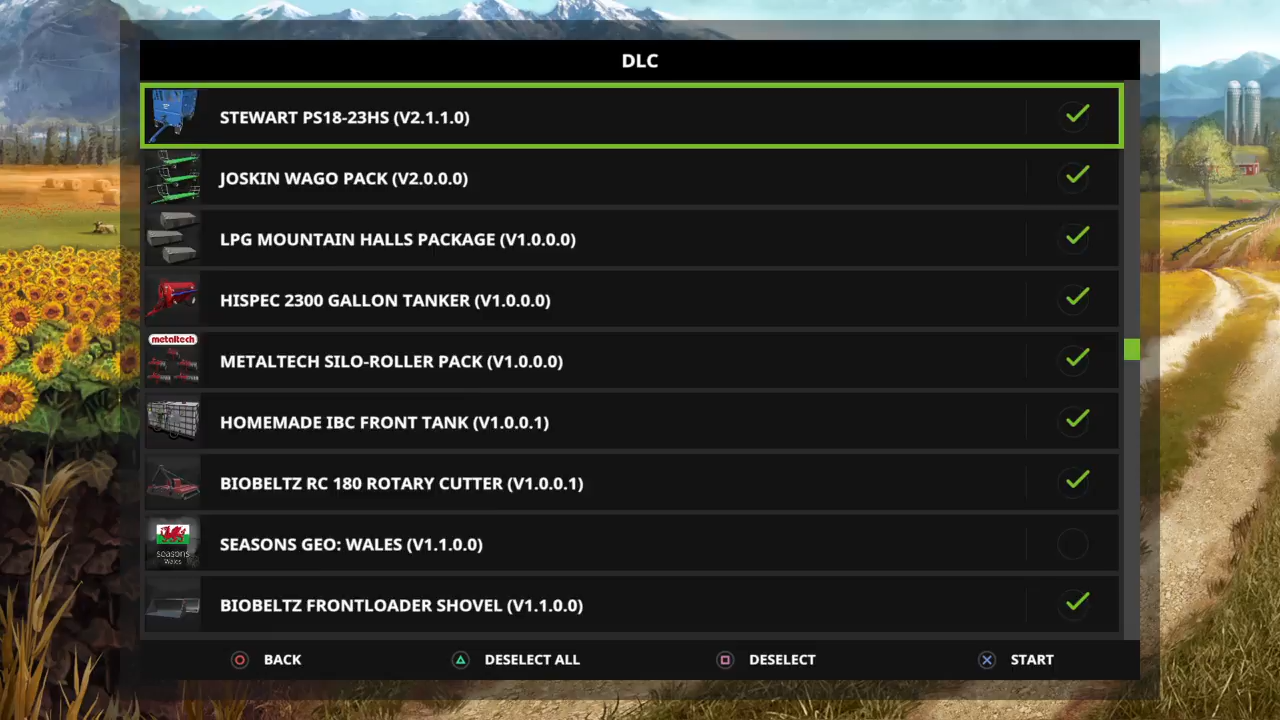 DLC
STEWART PS18-23HS (V2.1.1.0)
JOSKIN WAGO PACK (V2.0.0.0)
LPG MOUNTAIN HALLS PACKAGE (V1.0.0.0)
HISPEC 2300 GALLON TANKER (V1.0.0.0)
metaltech
METALTECH SILO-ROLLER PACK (V1.0.0.0)
HOMEMADE IBC FRONT TANK (V1.0.0.1)
BIOBELTZ RC 180 ROTARY CUTTER (V1.0.0.1)
seasons
Wales
SEASONS GEO: WALES (V1.1.0.0)
BIOBELTZ FRONTLOADER SHOVEL (V1.1.0.0)
BACK DESELECT ALL DESELECT START